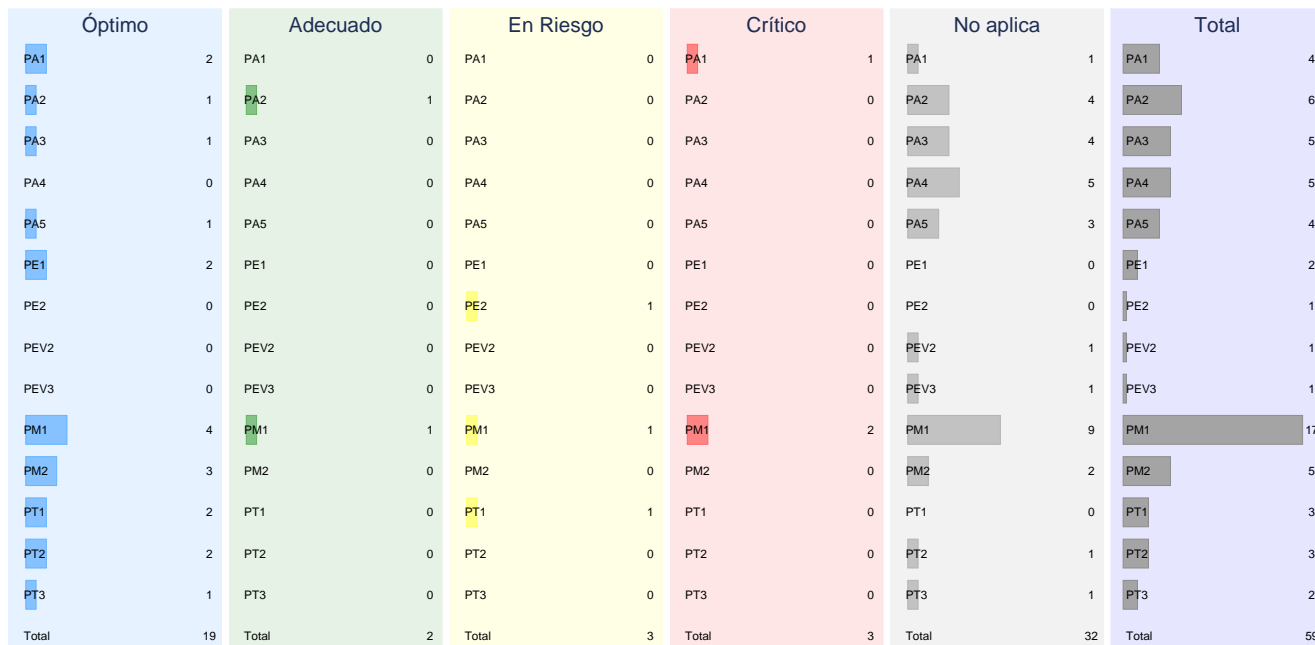 Óptimo Adecuado En Riesgo Crítico No aplica Total
PA1 2 PA1 0 PA1 0 PA1 1 PA1 1 PA1 4
PA2 1 PA2 1 PA2 0 PA2 0 PA2 4 PA2 6
PA3 1 PA3 0 PA3 0 PA3 0 PA3 4 PA3 5
PA4 0 PA4 0 PA4 0 PA4 0 PA4 5 PA4 5
PA5 1 PA5 0 PA5 0 PA5 0 PA5 3 PA5 4
PE1 2 PE1 0 PE1 0 PE1 0 PE1 0 PE1 2
PE2 0 PE2 0 PE2 1 PE2 0 PE2 0 PE2 1
PEV2 0 PEV2 0 PEV2 0 PEV2 0 PEV2 1 PEV2 1
PEV3 0 PEV3 0 PEV3 0 PEV3 0 PEV3 1 PEV3 1
PM1 4 PM1 1 PM1 1 PM1 2 PM1 9 PM1 17
PM2 3 PM2 0 PM2 0 PM2 0 PM2 2 PM2 5
PT1 2 PT1 0 PT1 1 PT1 0 PT1 0 PT1 3
PT2 2 PT2 0 PT2 0 PT2 0 PT2 1 PT2 3
PT3 1 PT3 0 PT3 0 PT3 0 PT3 1 PT3 2
Total 19 Total 2 Total 3 Total 3 Total 32 Total 59